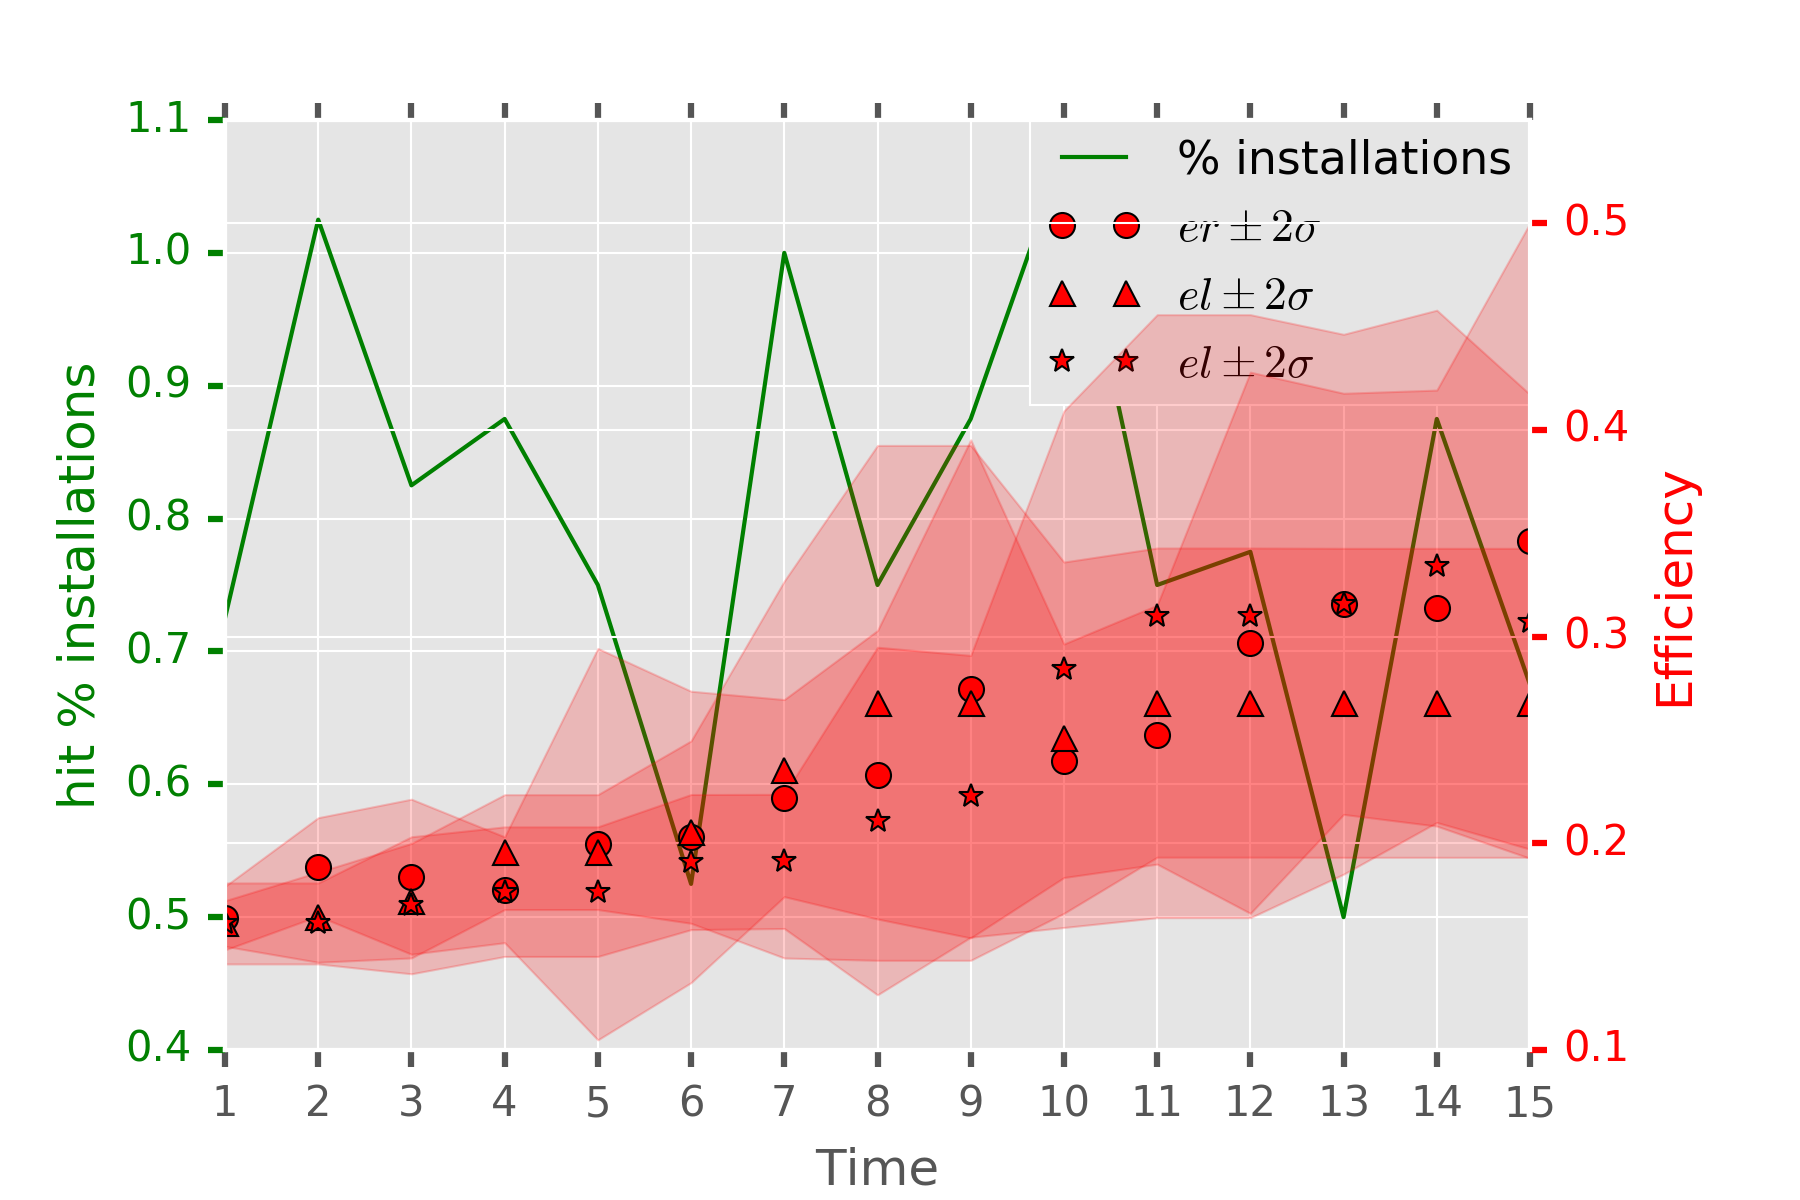 1.1
1.0
0.9
0.8
0.7
0.6
0.5
0.4
hit % installations
% installations
er ± 2σ
el ± 2σ
el ± 2σ
0.5
0.4
0.3
0.2
0.1
Efficiency
1 2 3 4 5 6 7 8 9 10 11 12 13 14 15
Time